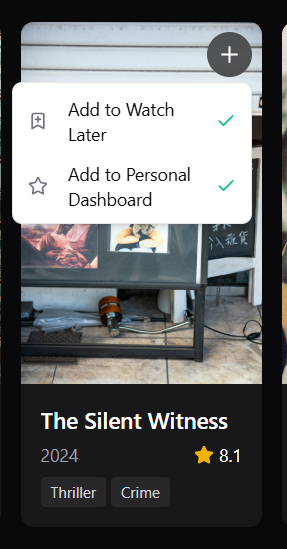 Add to Watch
Later
Add to Personal
Dashboard
The Silent Witness
2024
8.1
Thriller
Crime